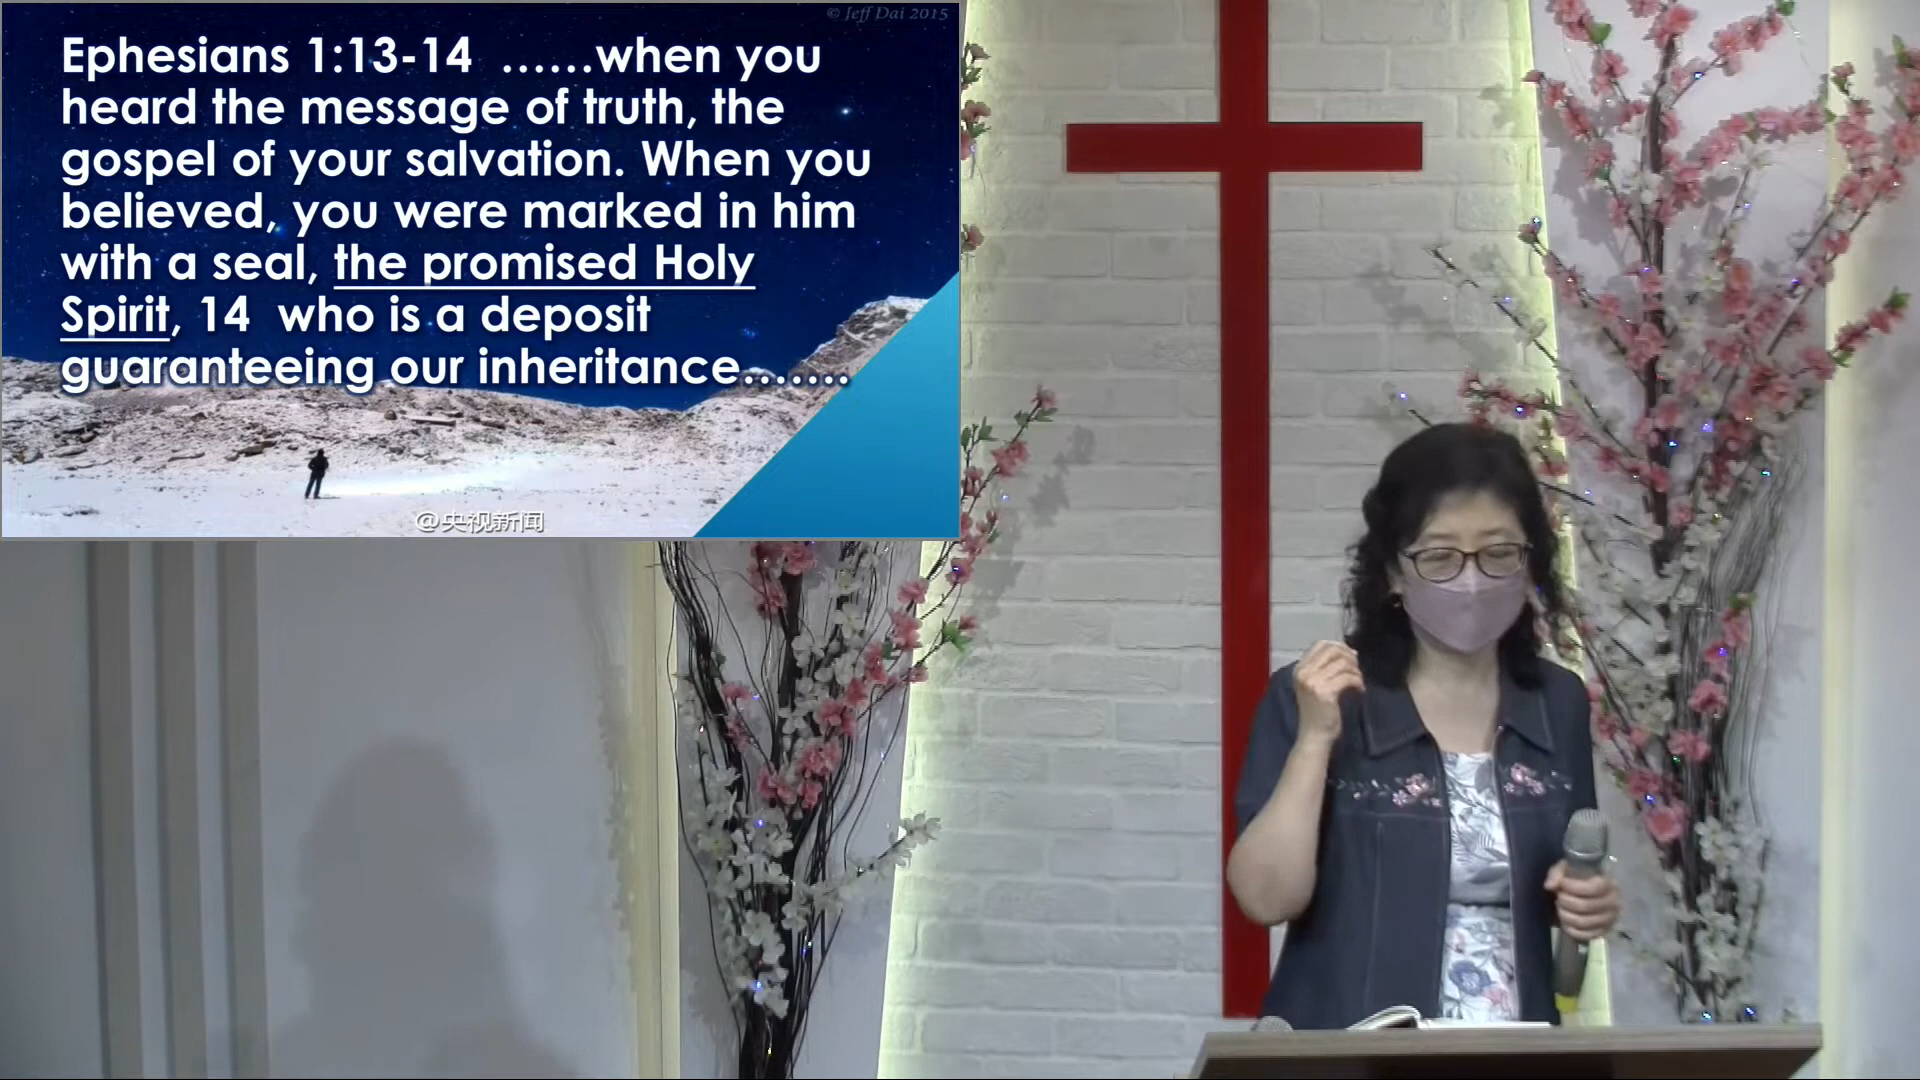 © Jeff Dai 2015
Ephesians 1:13-14 ……when you
heard the message of truth, the
gospel of your salvation. When you
believed, you were marked in him
with a seal, the promised Holy
Spirit, 14 who is a deposit
guaranteeing our inheritance…….
@央视新闻